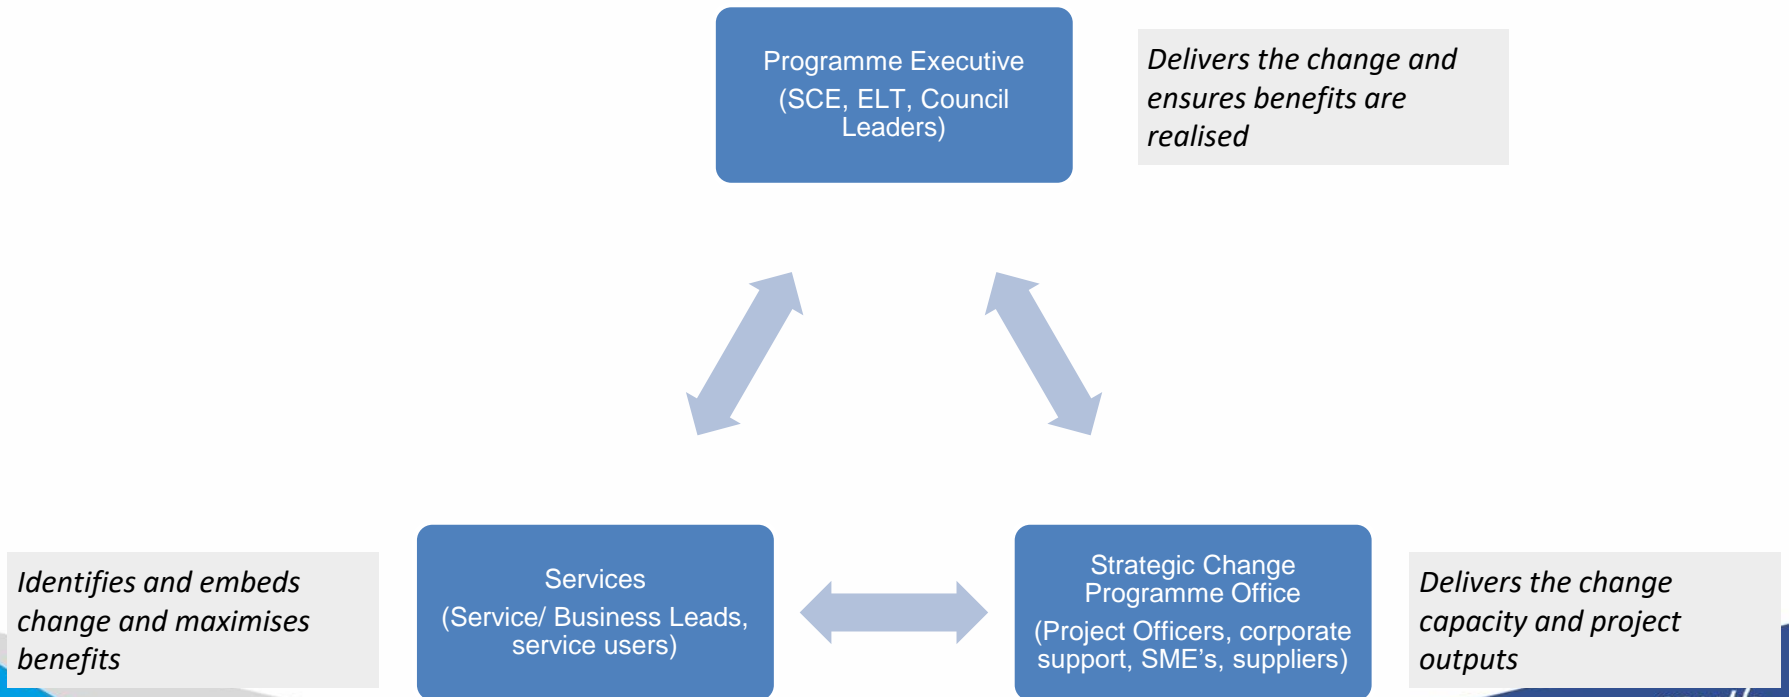 Programme Executive
(SCE, ELT, Council
Leaders)
Delivers the change and
ensures benefits are
realised
Identifies and embeds
change and maximises
benefits
Services
(Service/ Business Leads,
service users)
Strategic Change
Programme Office
(Project Officers, corporate
support, SME's, suppliers)
Delivers the change
capacity and project
outputs